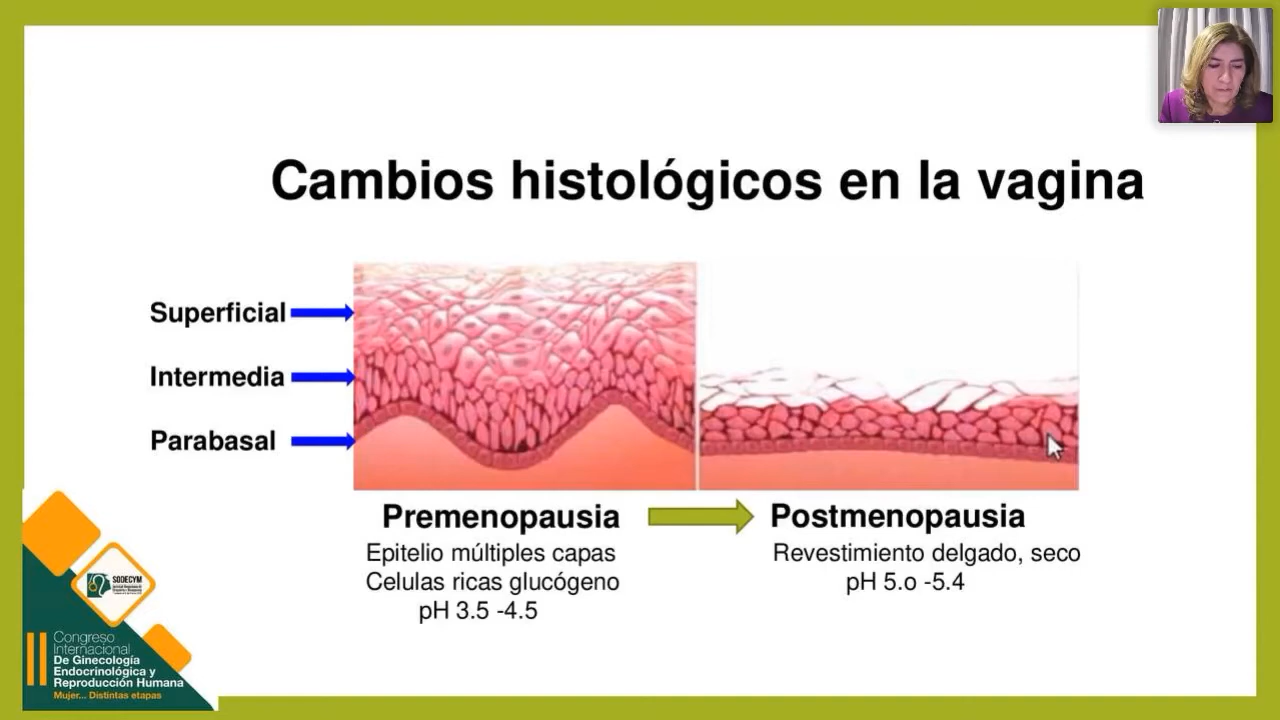 Cambios histológicos en la vagina
Superficial
Intermedia
Parabasal
Premenopausia
Epitelio múltiples capas
Celulas ricas glucógeno
pH 3.5 -4.5
Postmenopausia
Revestimiento delgado, seco
pH 5.o -5.4
SODECYM
II Congreso
Internacional
De Ginecología
Endocrinológica y
Reproducción Humana
Mujer... Distintas etapas